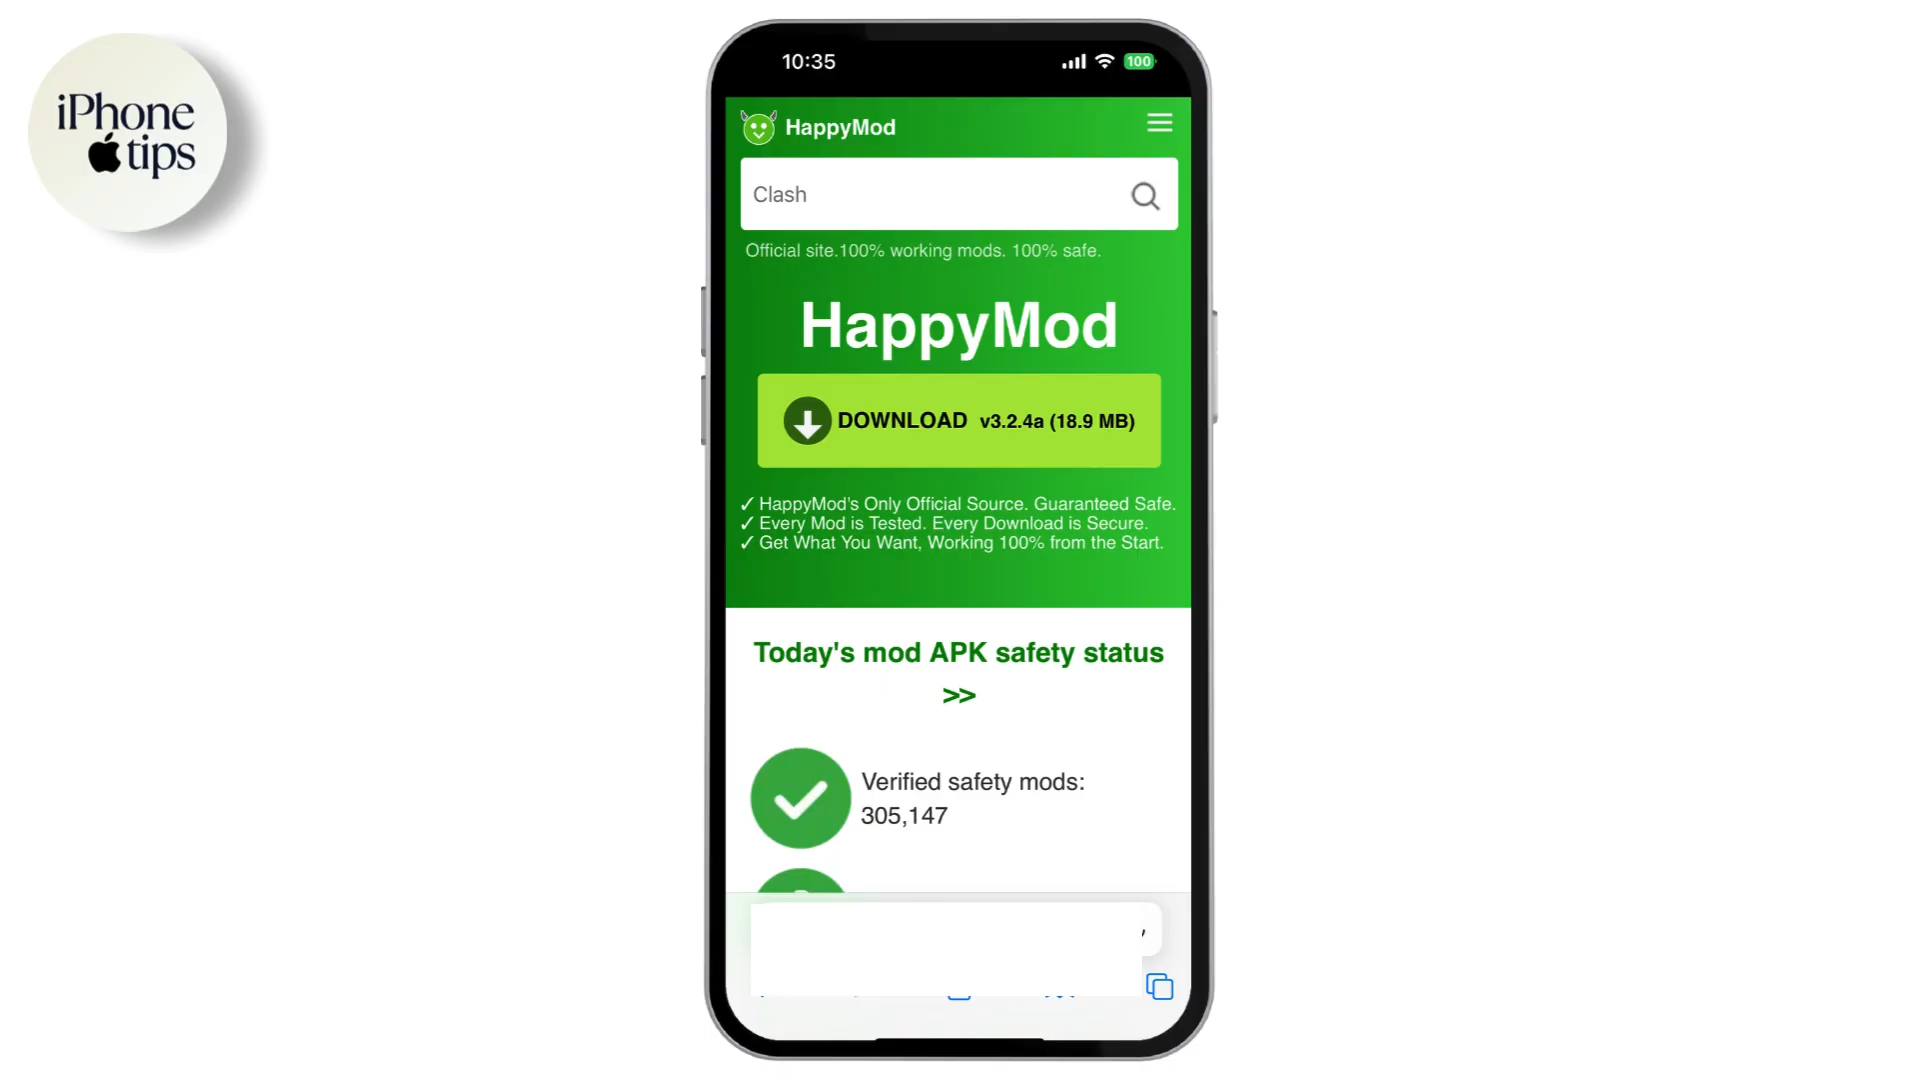 iPhone
tips
10:35
100
HappyMod
Clash
Official site.100% working mods. 100% safe.
HappyMod
DOWNLOAD v3.2.4a (18.9 MB)
✓ HappyMod's Only Official Source. Guaranteed Safe.
✓ Every Mod is Tested. Every Download is Secure.
✓ Get What You Want, Working 100% from the Start.
Today's mod APK safety status
>>
Verified safety mods:
305,147